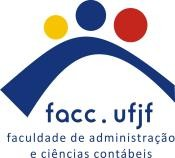 facc.ufjf
faculdade de administração
e ciências contábeis